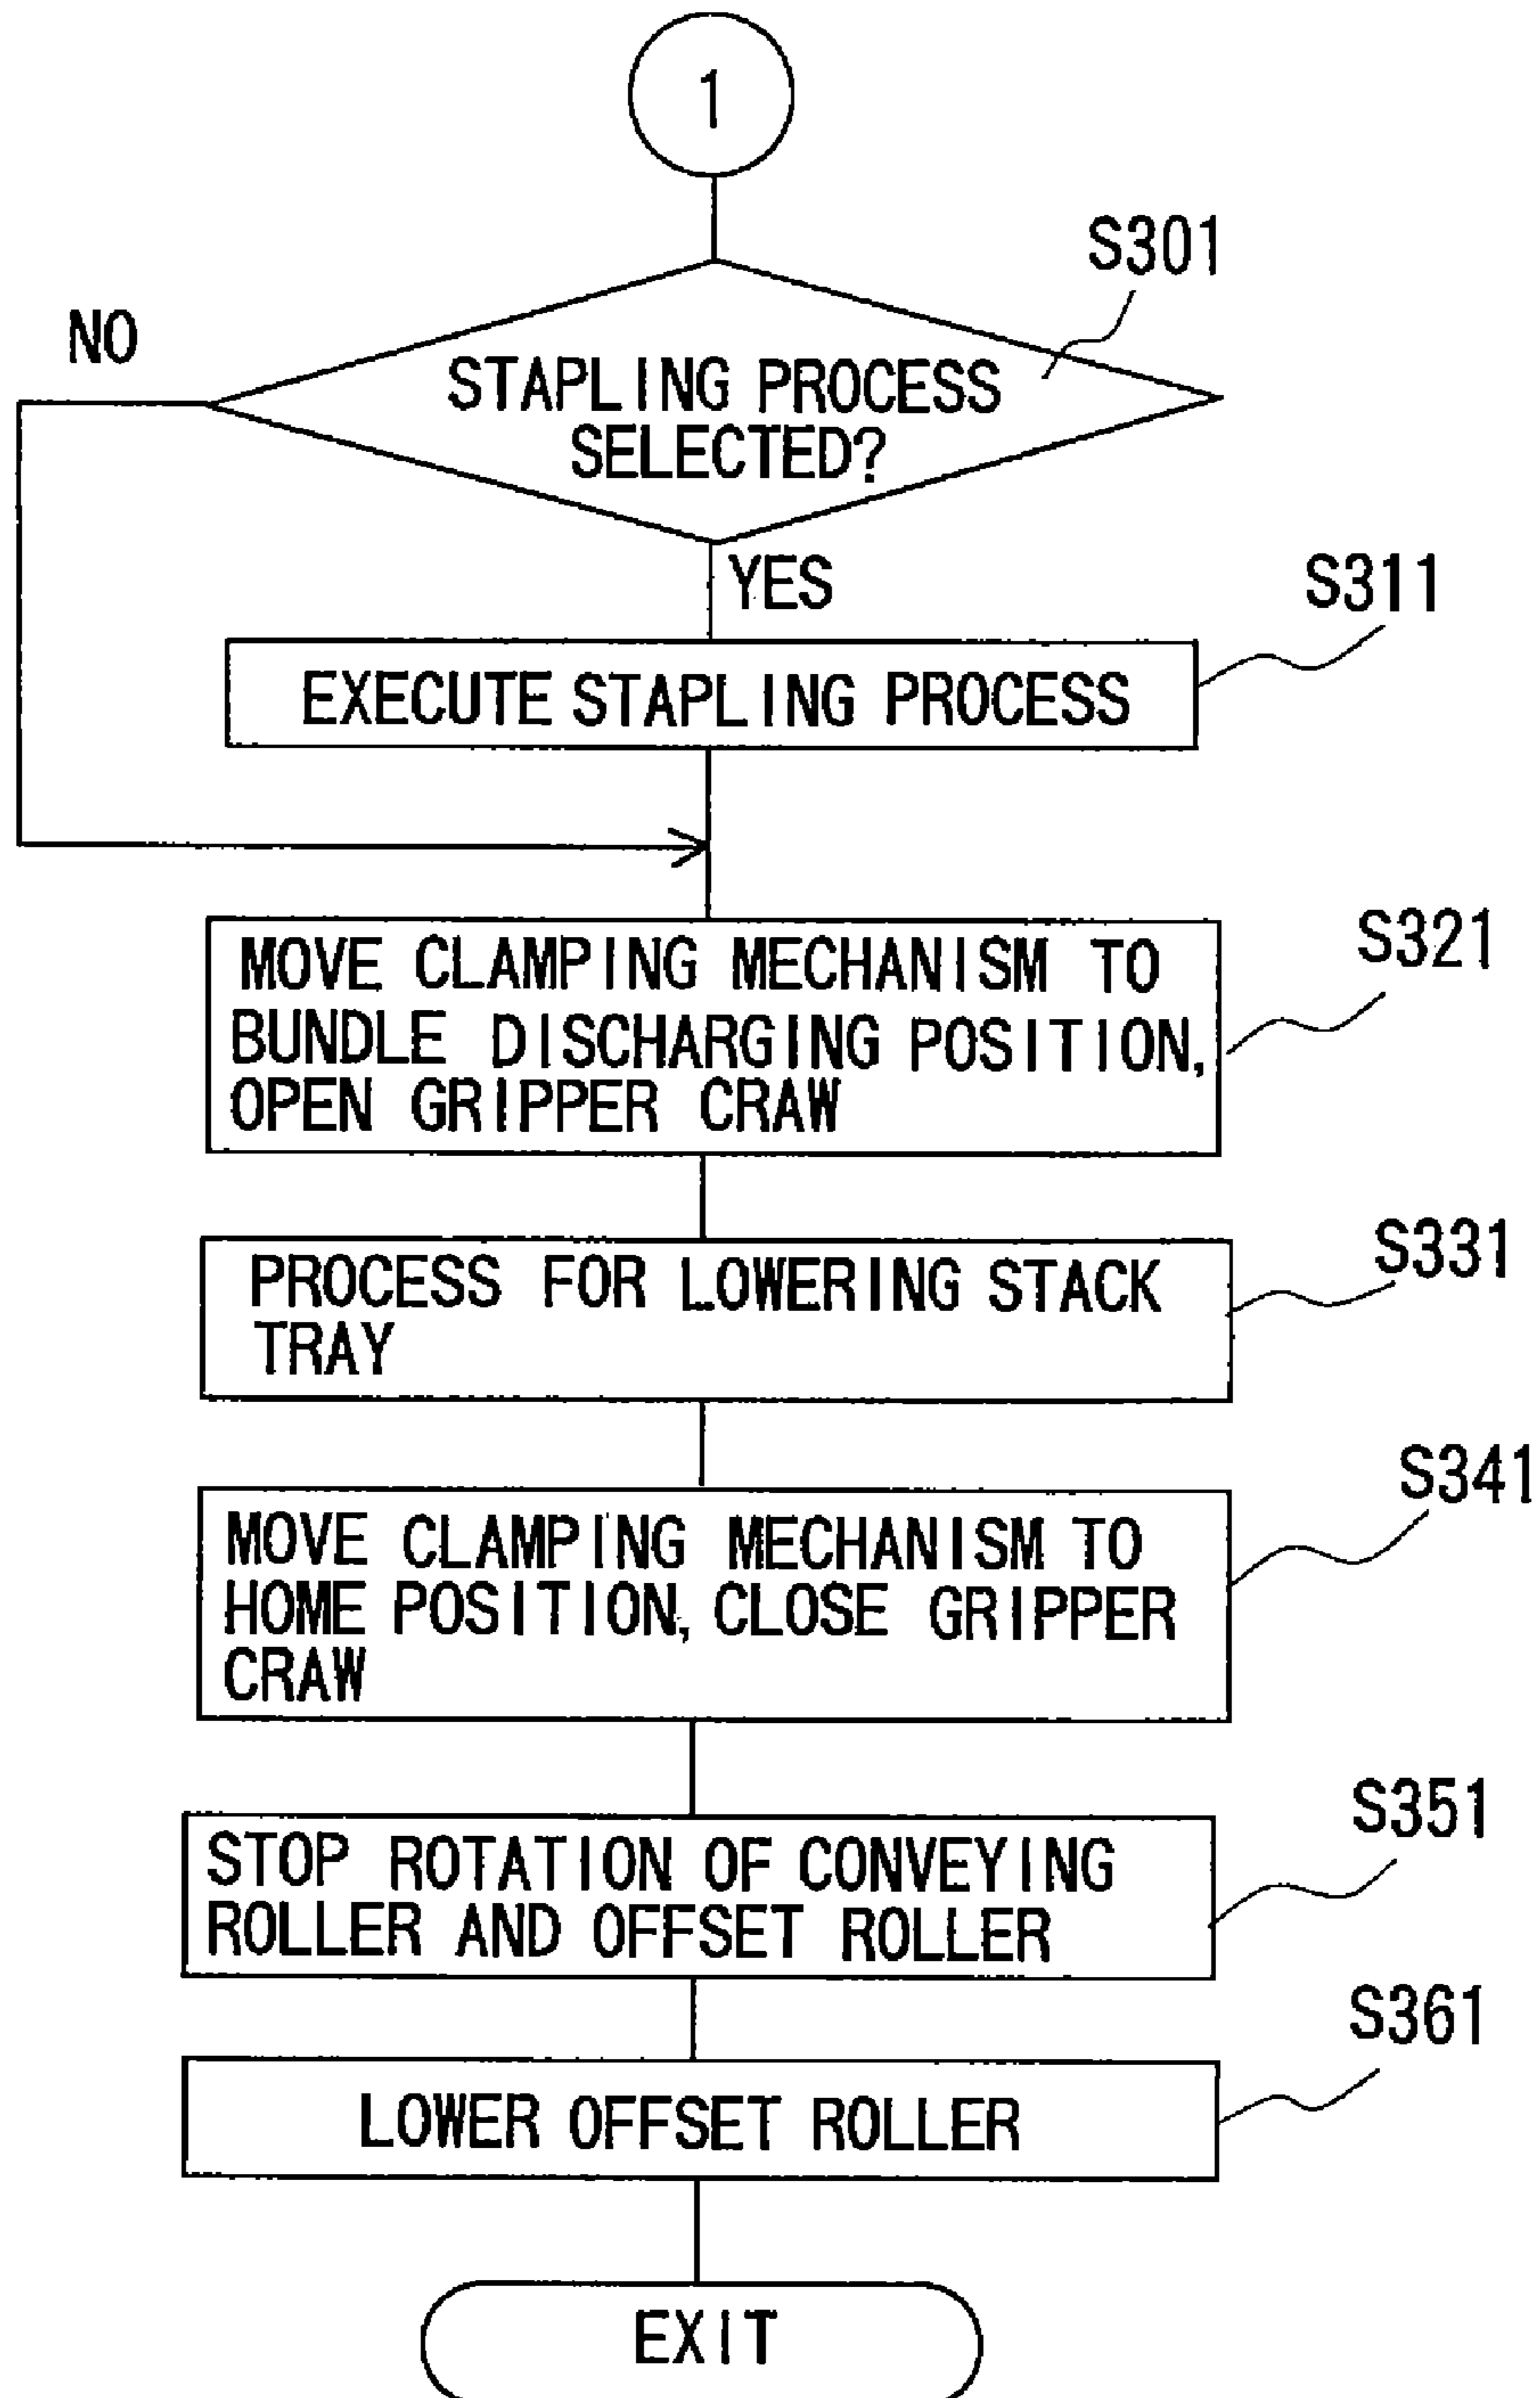 1
S301
NO
STAPLING PROCESS
SELECTED?
YES
S311
EXECUTE STAPLING PROCESS
S321
MOVE CLAMPING MECHANISM TO
BUNDLE DISCHARGING POSITION,
OPEN GRIPPER CRAW
S331
PROCESS FOR LOWERING STACK
TRAY
S341
MOVE CLAMPING MECHANISM TO
HOME POSITION, CLOSE GRIPPER
CRAW
S351
STOP ROTATION OF CONVEYING
ROLLER AND OFFSET ROLLER
S361
LOWER OFFSET ROLLER
EXIT